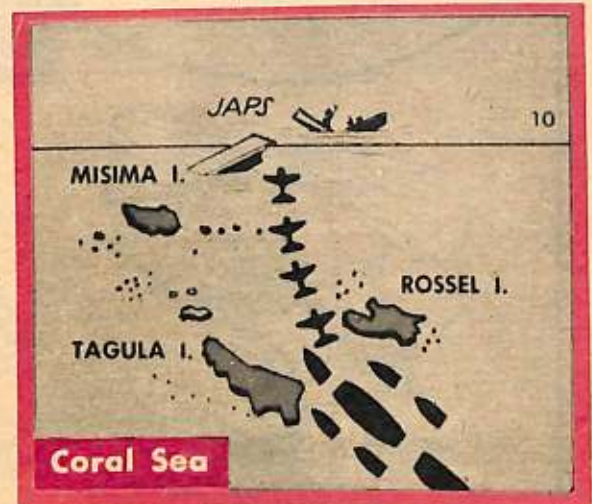 JAPS
10
MISIMA I.
ROSSEL I.
TAGULA I.
Coral Sea